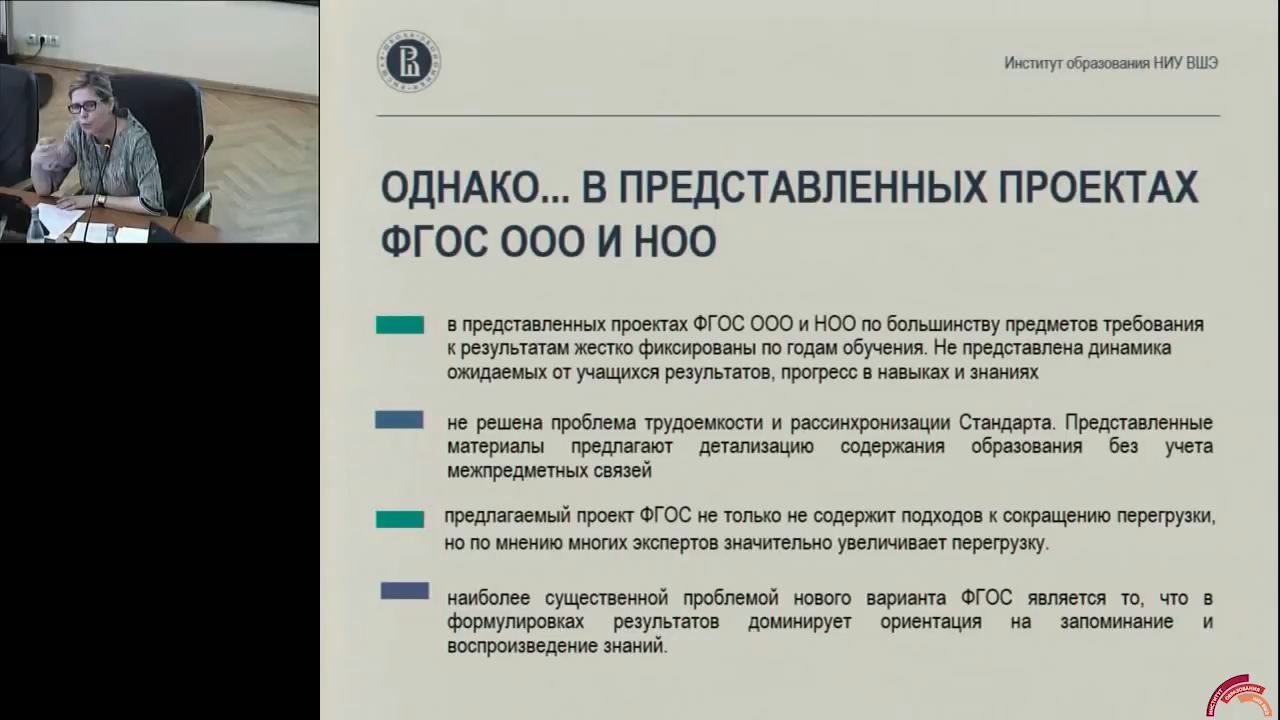 Институт образования НИУ ВШЭ
ОДНАКО... В ПРЕДСТАВЛЕННЫХ ПРОЕКТАХ
ФГОС ООО И НОО
в представленных проектах ФГОС ООО и НОО по большинству предметов требования
к результатам жестко фиксированы по годам обучения. Не представлена динамика
ожидаемых от учащихся результатов, прогресс в навыках и знаниях
не решена проблема трудоемкости и рассинхронизации Стандарта. Представленные
материалы предлагают детализацию содержания образования без учета
межпредметных связей
предлагаемый проект ФГОС не только не содержит подходов к сокращению перегрузки,
но по мнению многих экспертов значительно увеличивает перегрузку.
наиболее существенной проблемой нового варианта ФГОС является то, что в
формулировках результатов доминирует ориентация на запоминание и
воспроизведение знаний.
ИНСТИТУТ
ОБРАЗОВАНИЯ